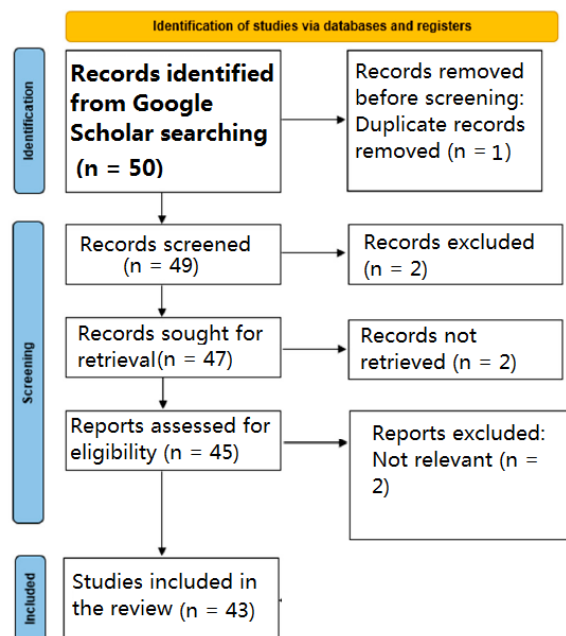 Identification of studies via databases and registers
Identification
Records identified
from Google
Scholar searching
(n = 50)
Records removed
before screening:
Duplicate records
removed (n = 1)
Screening
Records screened
(n = 49)
Records excluded
(n = 2)
Records sought for
retrieval(n = 47)
Records not
retrieved (n = 2)
Reports assessed for
eligibility (n = 45)
Reports excluded:
Not relevant (n =
2)
Included
Studies included in
the review (n = 43)